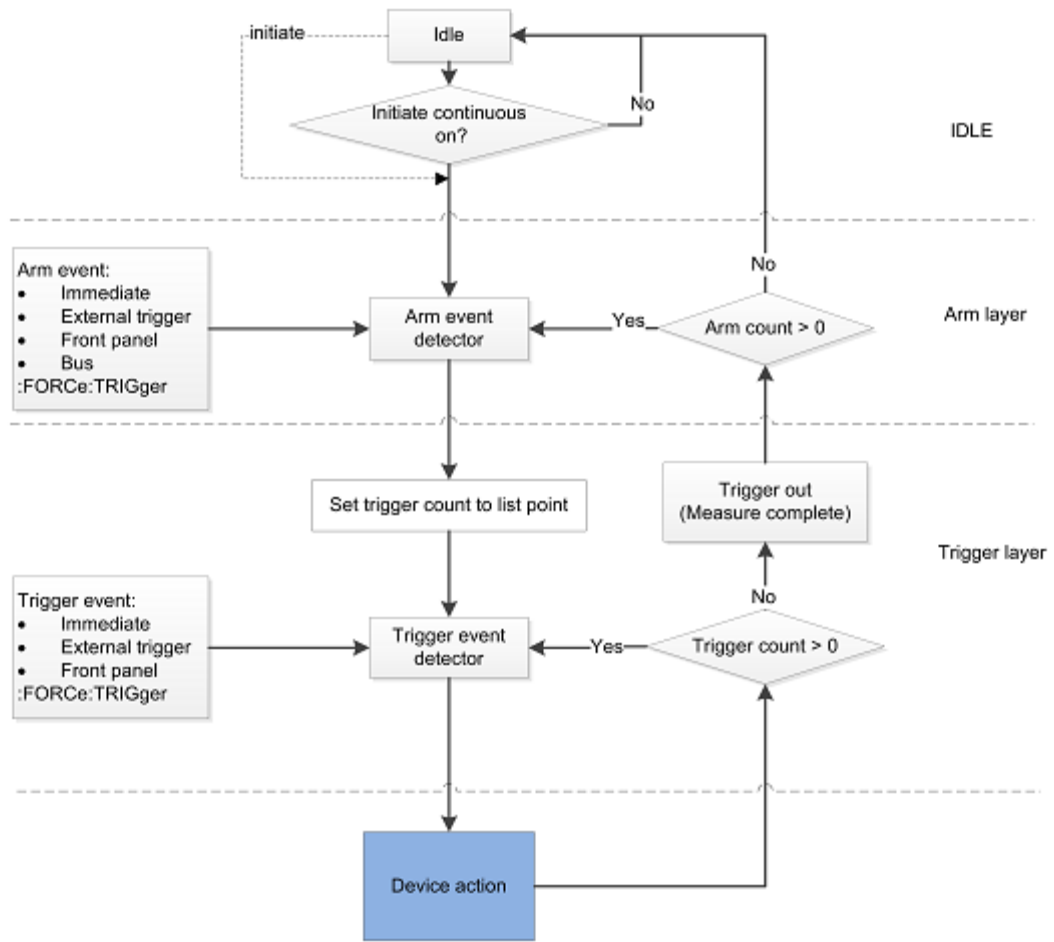 initiate
Idle
No
Initiate continuous
on?
IDLE
No
Arm event:
• Immediate
• External trigger
• Front panel
• Bus
:FORCe:TRIGger
Arm event
detector
Yes
Arm count > 0
Arm layer
Set trigger count to list point
Trigger out
(Measure complete)
Trigger layer
No
Trigger event:
• Immediate
• External trigger
• Front panel
:FORCe:TRIGger
Trigger event
detector
Yes
Trigger count > 0
Device action